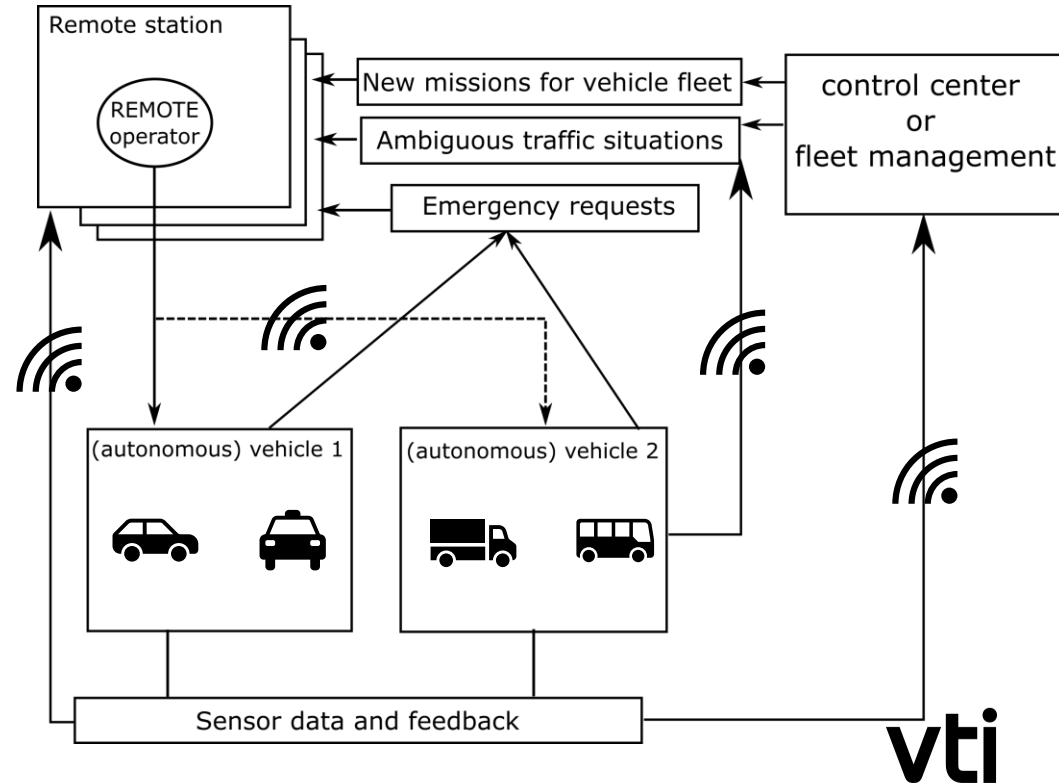 Remote station
REMOTE
operator
New missions for vehicle fleet
Ambiguous traffic situations
Emergency requests
control center
or
fleet management
(autonomous) vehicle 1
(autonomous) vehicle 2
Sensor data and feedback
vti